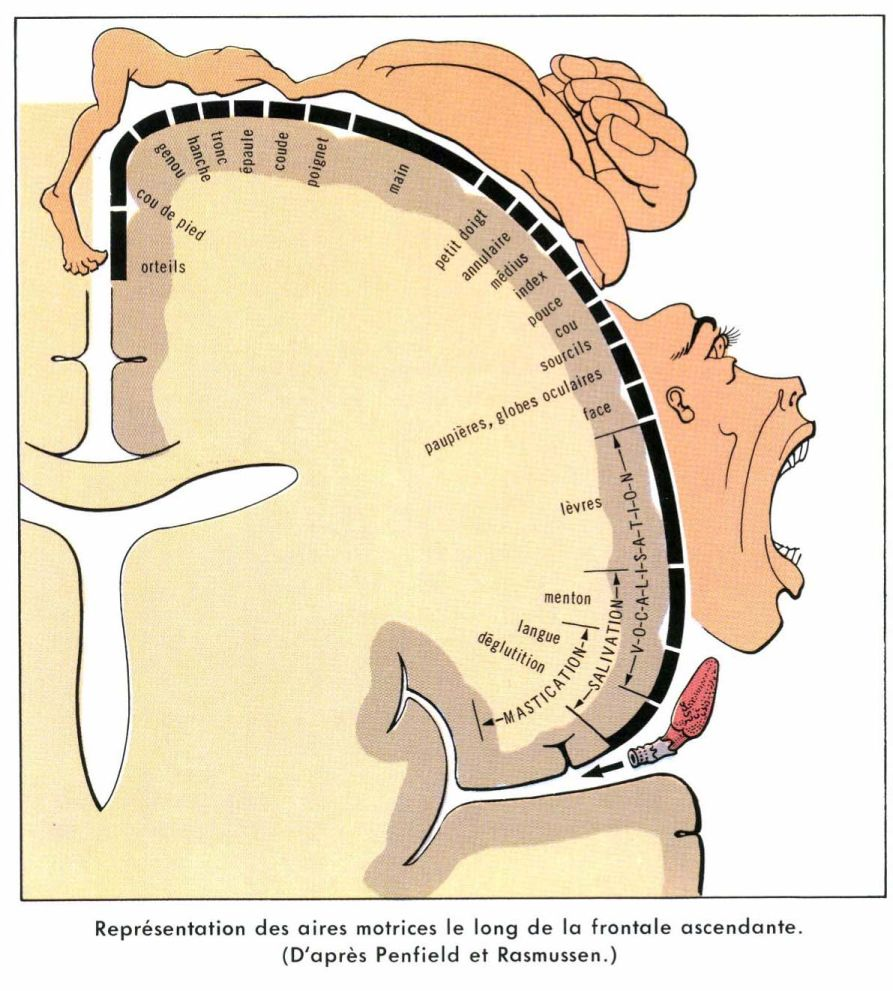 orteils
cou de pied
genou
hanche
tronc
épaule
coude
poignet
main
petit doigt
annulaire
médius
index
pouce
cou
sourcils
paupières, globes oculaires
face
lèvres
V-O-C-A-L-I-S-A-T-I-O-N
menton
SALIVATION
langue
déglutition
MASTICATION
Représentation des aires motrices le long de la frontale ascendante.
(D'après Penfield et Rasmussen.)